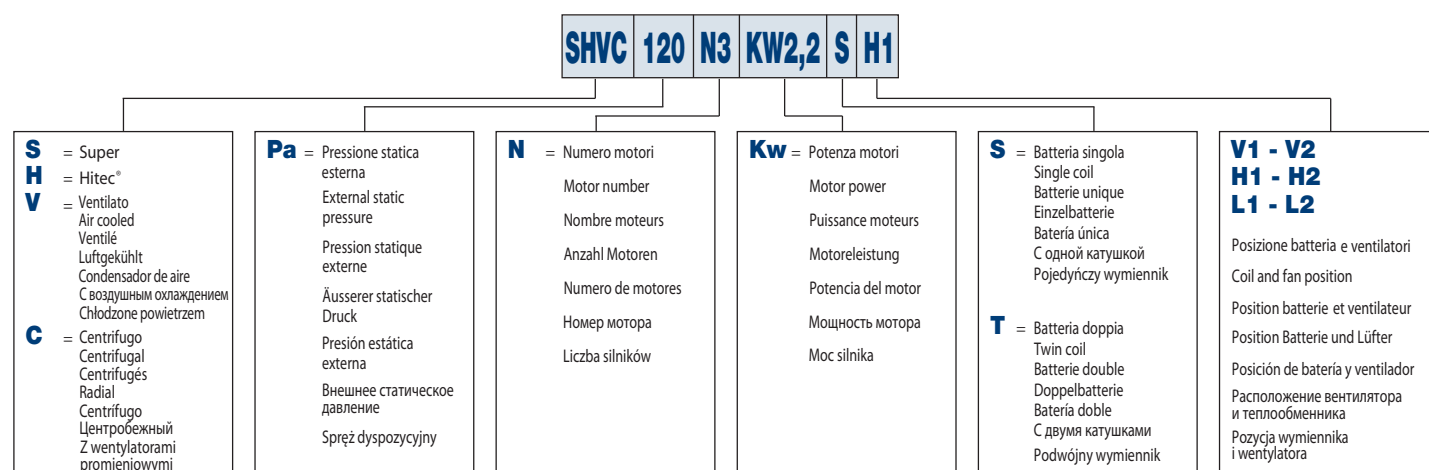 SHVC 120 N3 KW2,2 S H1
S = Super
H = Hitec®
V = Ventilato
Air cooled
Ventilé
Luftgekühlt
Condensador de aire
С воздушным охлаждением
Chłodzone powietrzem
C = Centrifugo
Centrifugal
Centrifugés
Radial
Centrífugo
Центробежный
Z wentylatorami
promieniowymi
Pa = Pressione statica
esterna
External static
pressure
Pression statique
externe
Äusserer statischer
Druck
Presión estática
externa
Внешнее статическое
давление
Spręż dyspozycyjny
N = Numero motori
Motor number
Nombre moteurs
Anzahl Motoren
Numero de motores
Номер мотора
Liczba silników
Kw = Potenza motori
Motor power
Puissance moteurs
Motoreleistung
Potencia del motor
Мощность мотора
Moc silnika
S = Batteria singola
Single coil
Batterie unique
Einzelbatterie
Batería única
С одной катушкой
Pojedyńczy wymiennik
T = Batteria doppia
Twin coil
Batterie double
Doppelbatterie
Batería doble
С двумя катушками
Podwójny wymiennik
V1 - V2
H1 - H2
L1 - L2
Posizione batteria e ventilatori
Coil and fan position
Position batterie et ventilateur
Position Batterie und Lüfter
Posición de batería y ventilador
Расположение вентилятора
и теплообменника
Pozycja wymiennika
i wentylatora